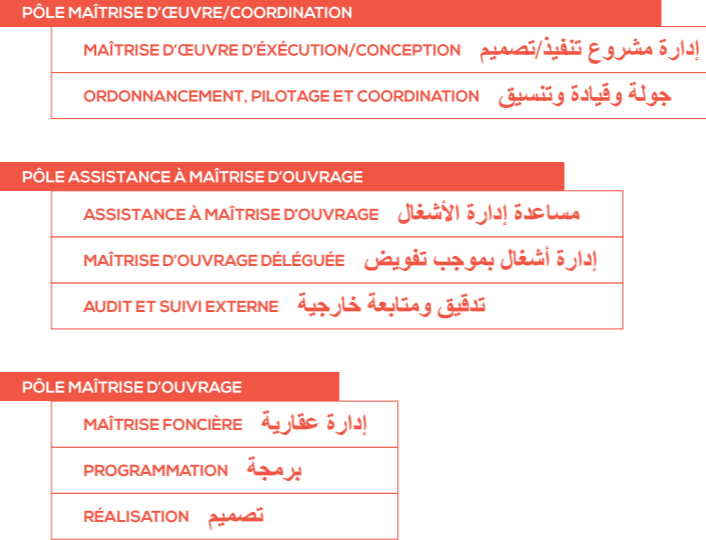 PÔLE MAÎTRISE D'ŒUVRE/COORDINATION
MAÎTRISE D'ŒUVRE D'ÉXÉCUTION/CONCEPTION إدارة مشروع تنفيذ/تصميم
ORDONNANCEMENT, PILOTAGE ET COORDINATION جولة وقيادة وتنسيق
PÔLE ASSISTANCE À MAÎTRISE D'OUVRAGE
ASSISTANCE À MAÎTRISE D'OUVRAGE مساعدة إدارة الأشغال
MAÎTRISE D'OUVRAGE DÉLÉGUÉE إدارة أشغال بموجب تفويض
AUDIT ET SUIVI EXTERNE تدقيق ومتابعة خارجية
PÔLE MAÎTRISE D'OUVRAGE
MAÎTRISE FONCIÈRE إدارة عقارية
PROGRAMMATION برمجة
RÉALISATION تصميم